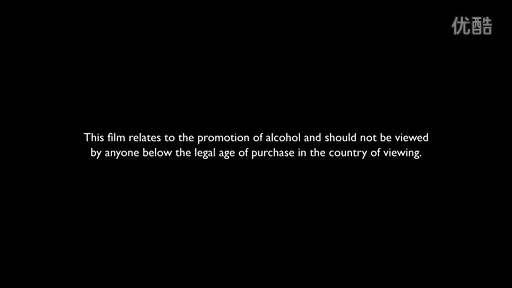 优酷
This film relates to the promotion of alcohol and should not be viewed
by anyone below the legal age of purchase in the country of viewing.